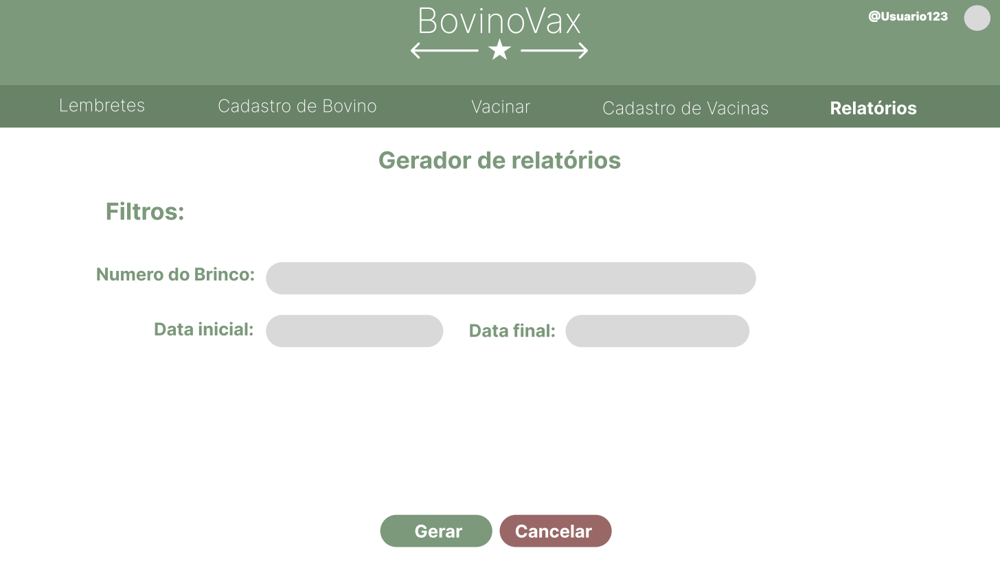 BovinoVax
@Usuario123
Lembretes
Cadastro de Bovino
Vacinar
Cadastro de Vacinas
Relatórios
Gerador de relatórios
Filtros:
Numero do Brinco:
Data inicial:
Data final:
Gerar
Cancelar